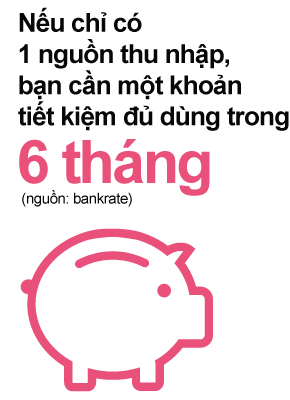 Nếu chỉ có
1 nguồn thu nhập,
bạn cần một khoản
tiết kiệm đủ dùng trong
6 tháng
(nguồn: bankrate)